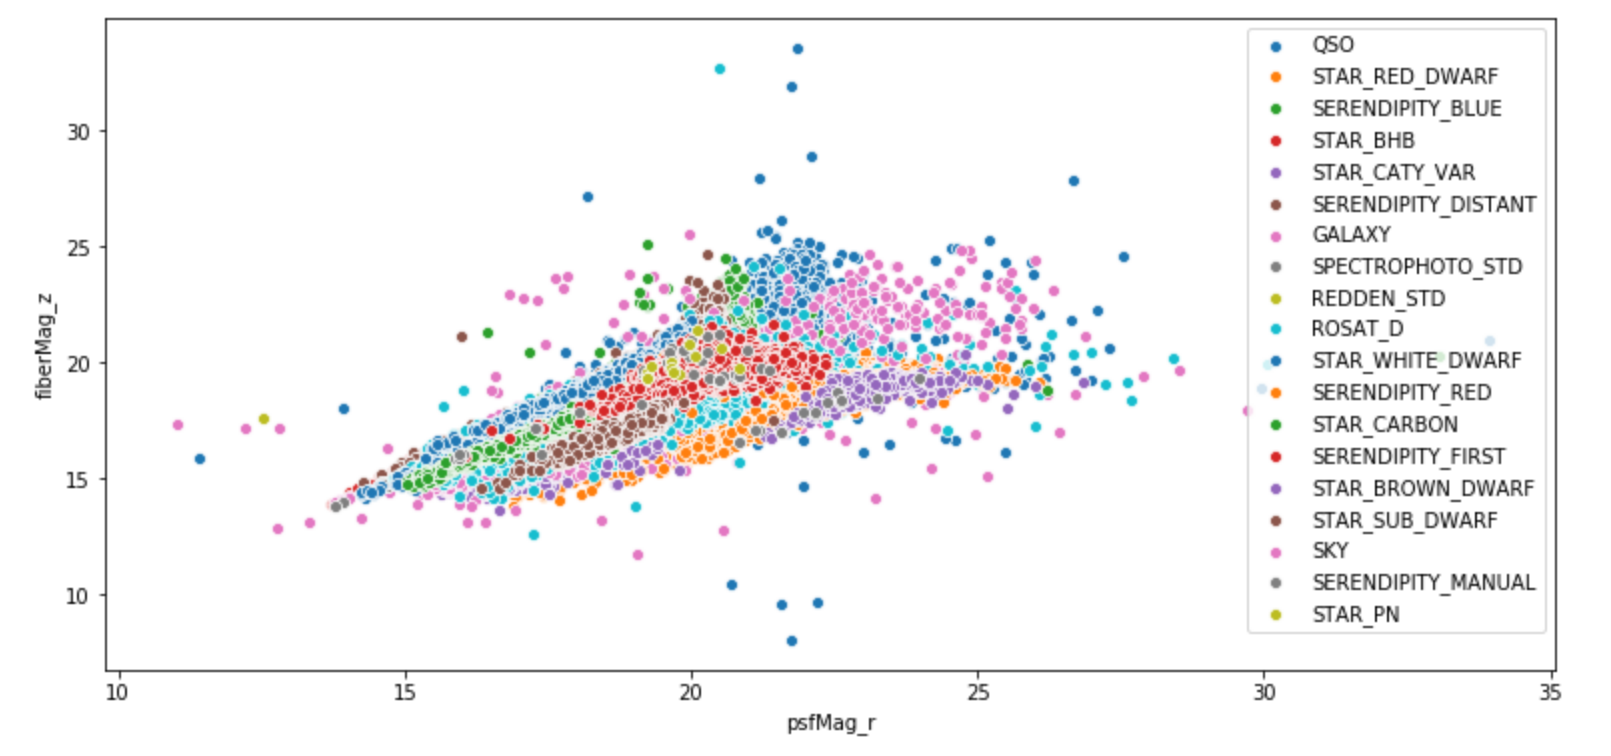 fiberMag_z
30
25
20
15
10
10 15 20 25 30 35
psfMag_r
QSO
STAR_RED_DWARF
SERENDIPITY_BLUE
STAR_BHB
STAR_CATY_VAR
SERENDIPITY_DISTANT
GALAXY
SPECTROPHOTO_STD
REDDEN_STD
ROSAT_D
STAR_WHITE_DWARF
SERENDIPITY_RED
STAR_CARBON
SERENDIPITY_FIRST
STAR_BROWN_DWARF
STAR_SUB_DWARF
SKY
SERENDIPITY_MANUAL
STAR_PN